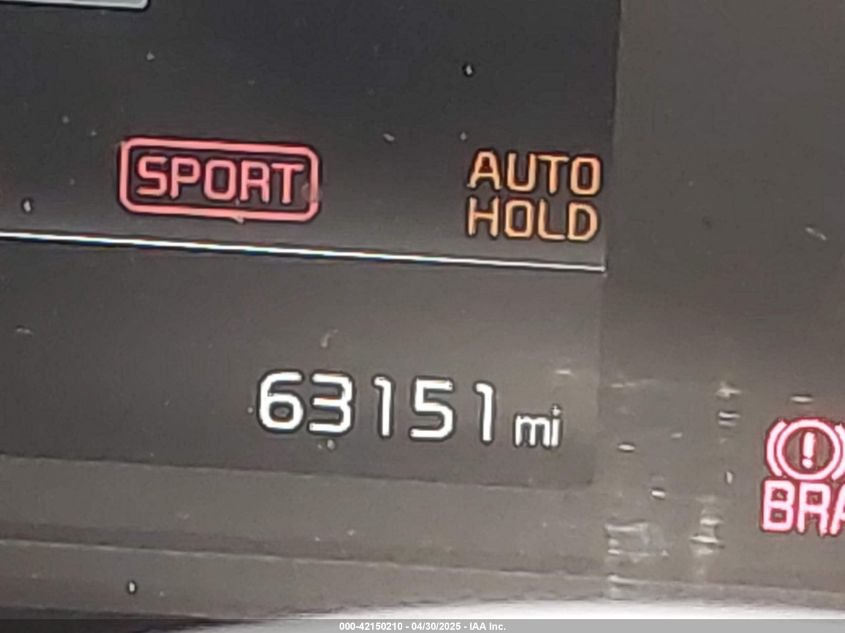 SPORT
AUTO
HOLD
63151 mi
BRA
000-42150210 - 04/30/2025 - IAA Inc.